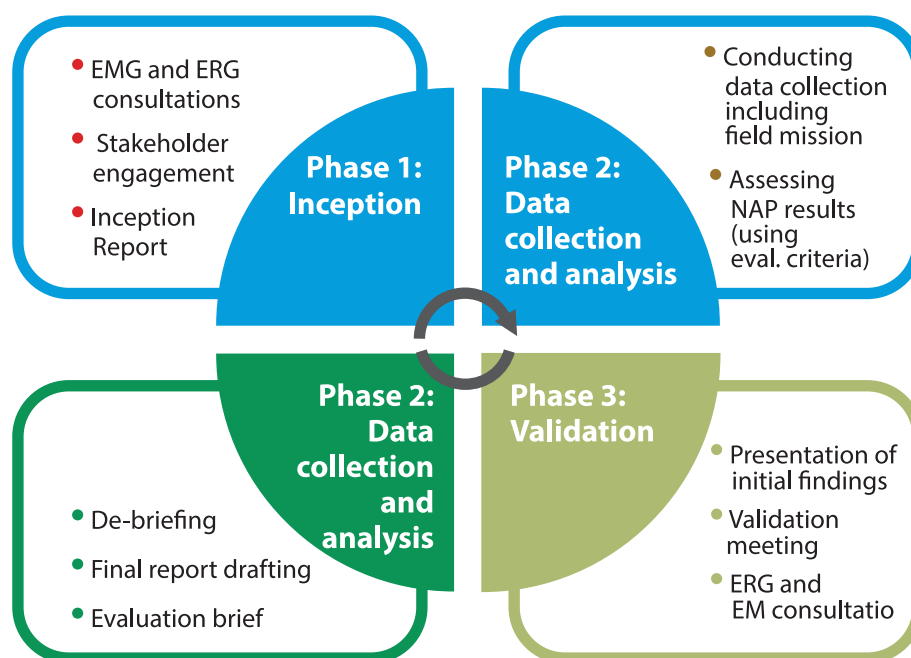 • EMG and ERG
consultations
• Stakeholder
engagement
• Inception
Report
Phase 1:
Inception
Phase 2:
Data
collection
and analysis
• Conducting
data collection
including
field mission
• Assessing
NAP results
(using
eval. criteria)
Phase 2:
Data
collection
and
analysis
• De-briefing
• Final report drafting
• Evaluation brief
Phase 3:
Validation
• Presentation of
initial findings
• Validation
meeting
• ERG and
EM consultatio